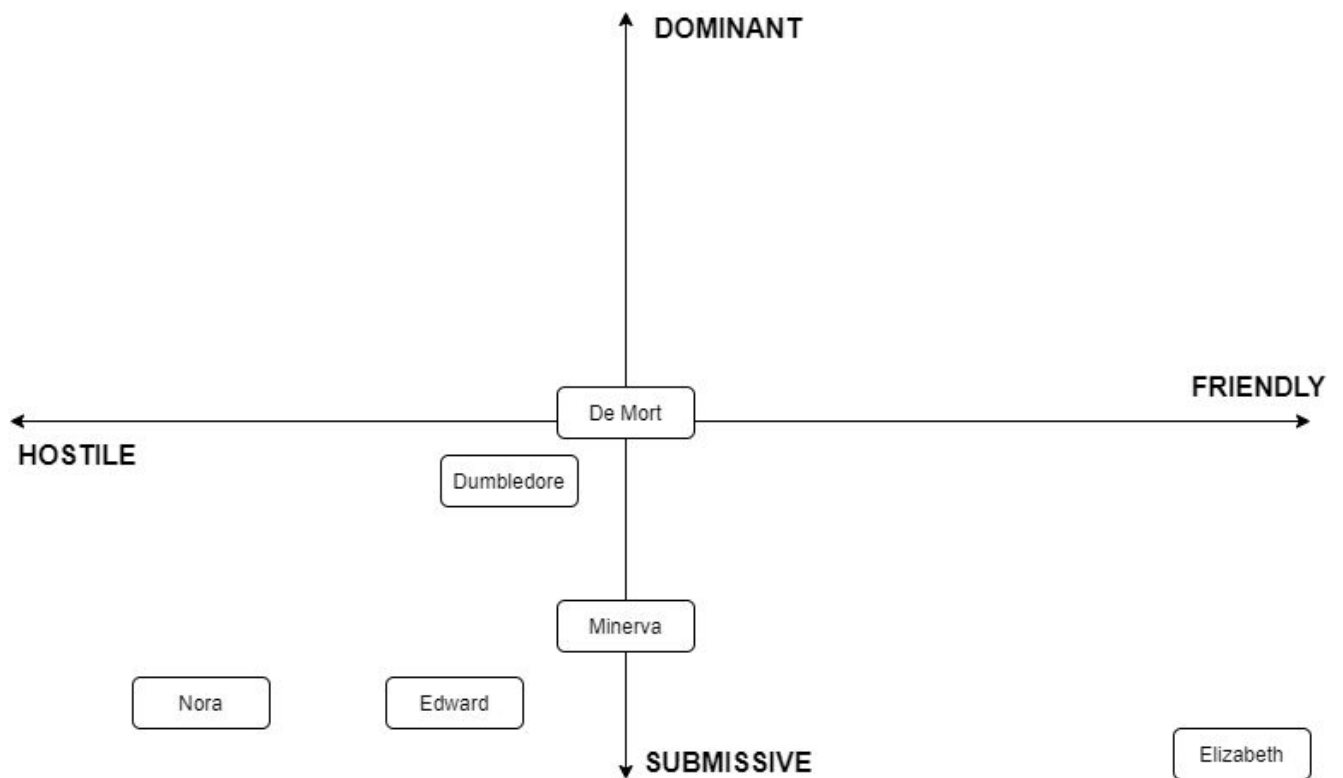 DOMINANT
FRIENDLY
De Mort
HOSTILE
Dumbledore
Minerva
Nora
Edward
Elizabeth
SUBMISSIVE